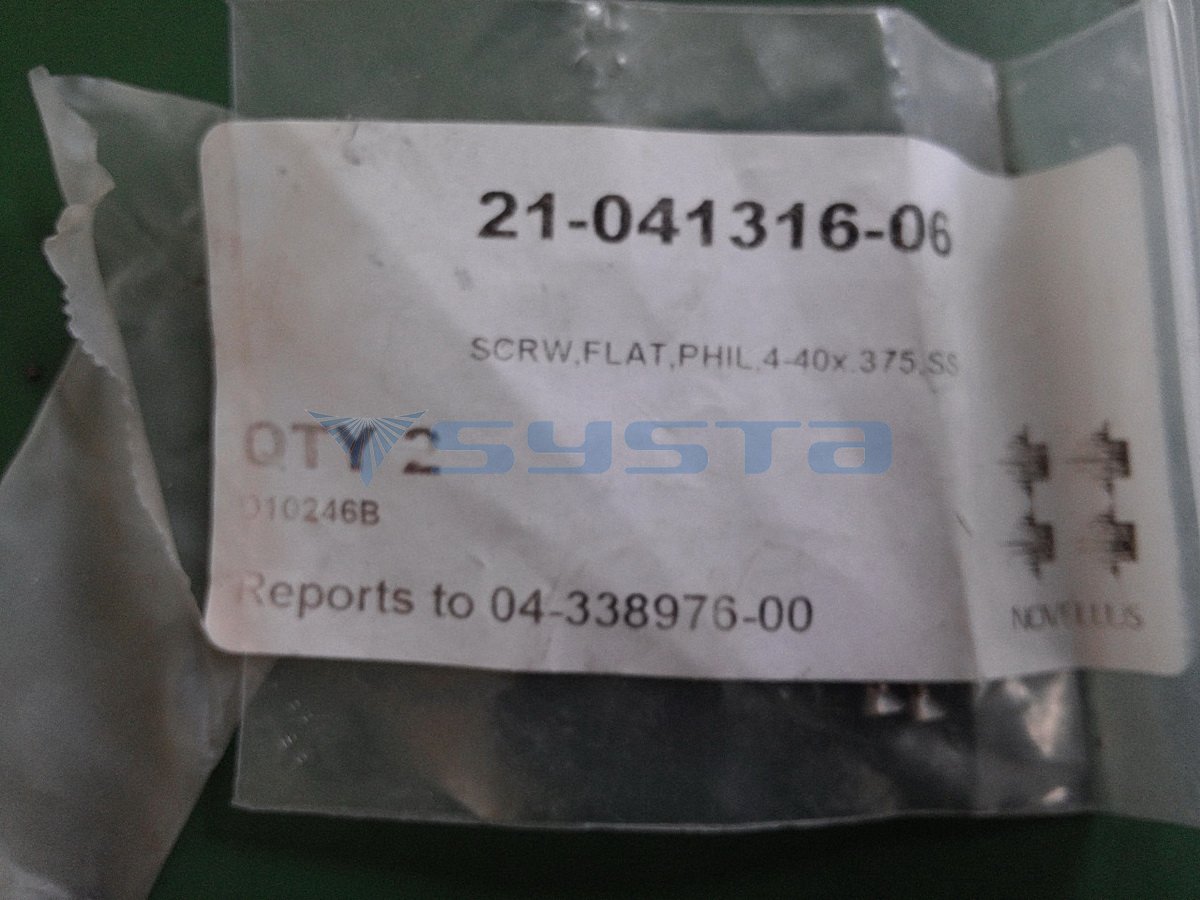 21-041316-06
SCRW,FLAT,PHIL,4-40x.375,SS
QTY 2
systa
D10246B
Reports to 04-338976-00
NOVELLUS